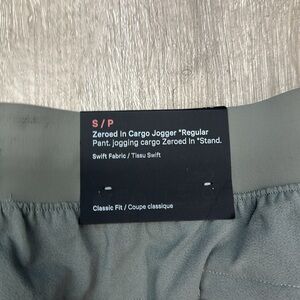 S / P
Zeroed In Cargo Jogger *Regular
Pant. jogging cargo Zeroed In *Stand.
Swift Fabric / Tissu Swift
Classic Fit / Coupe classique